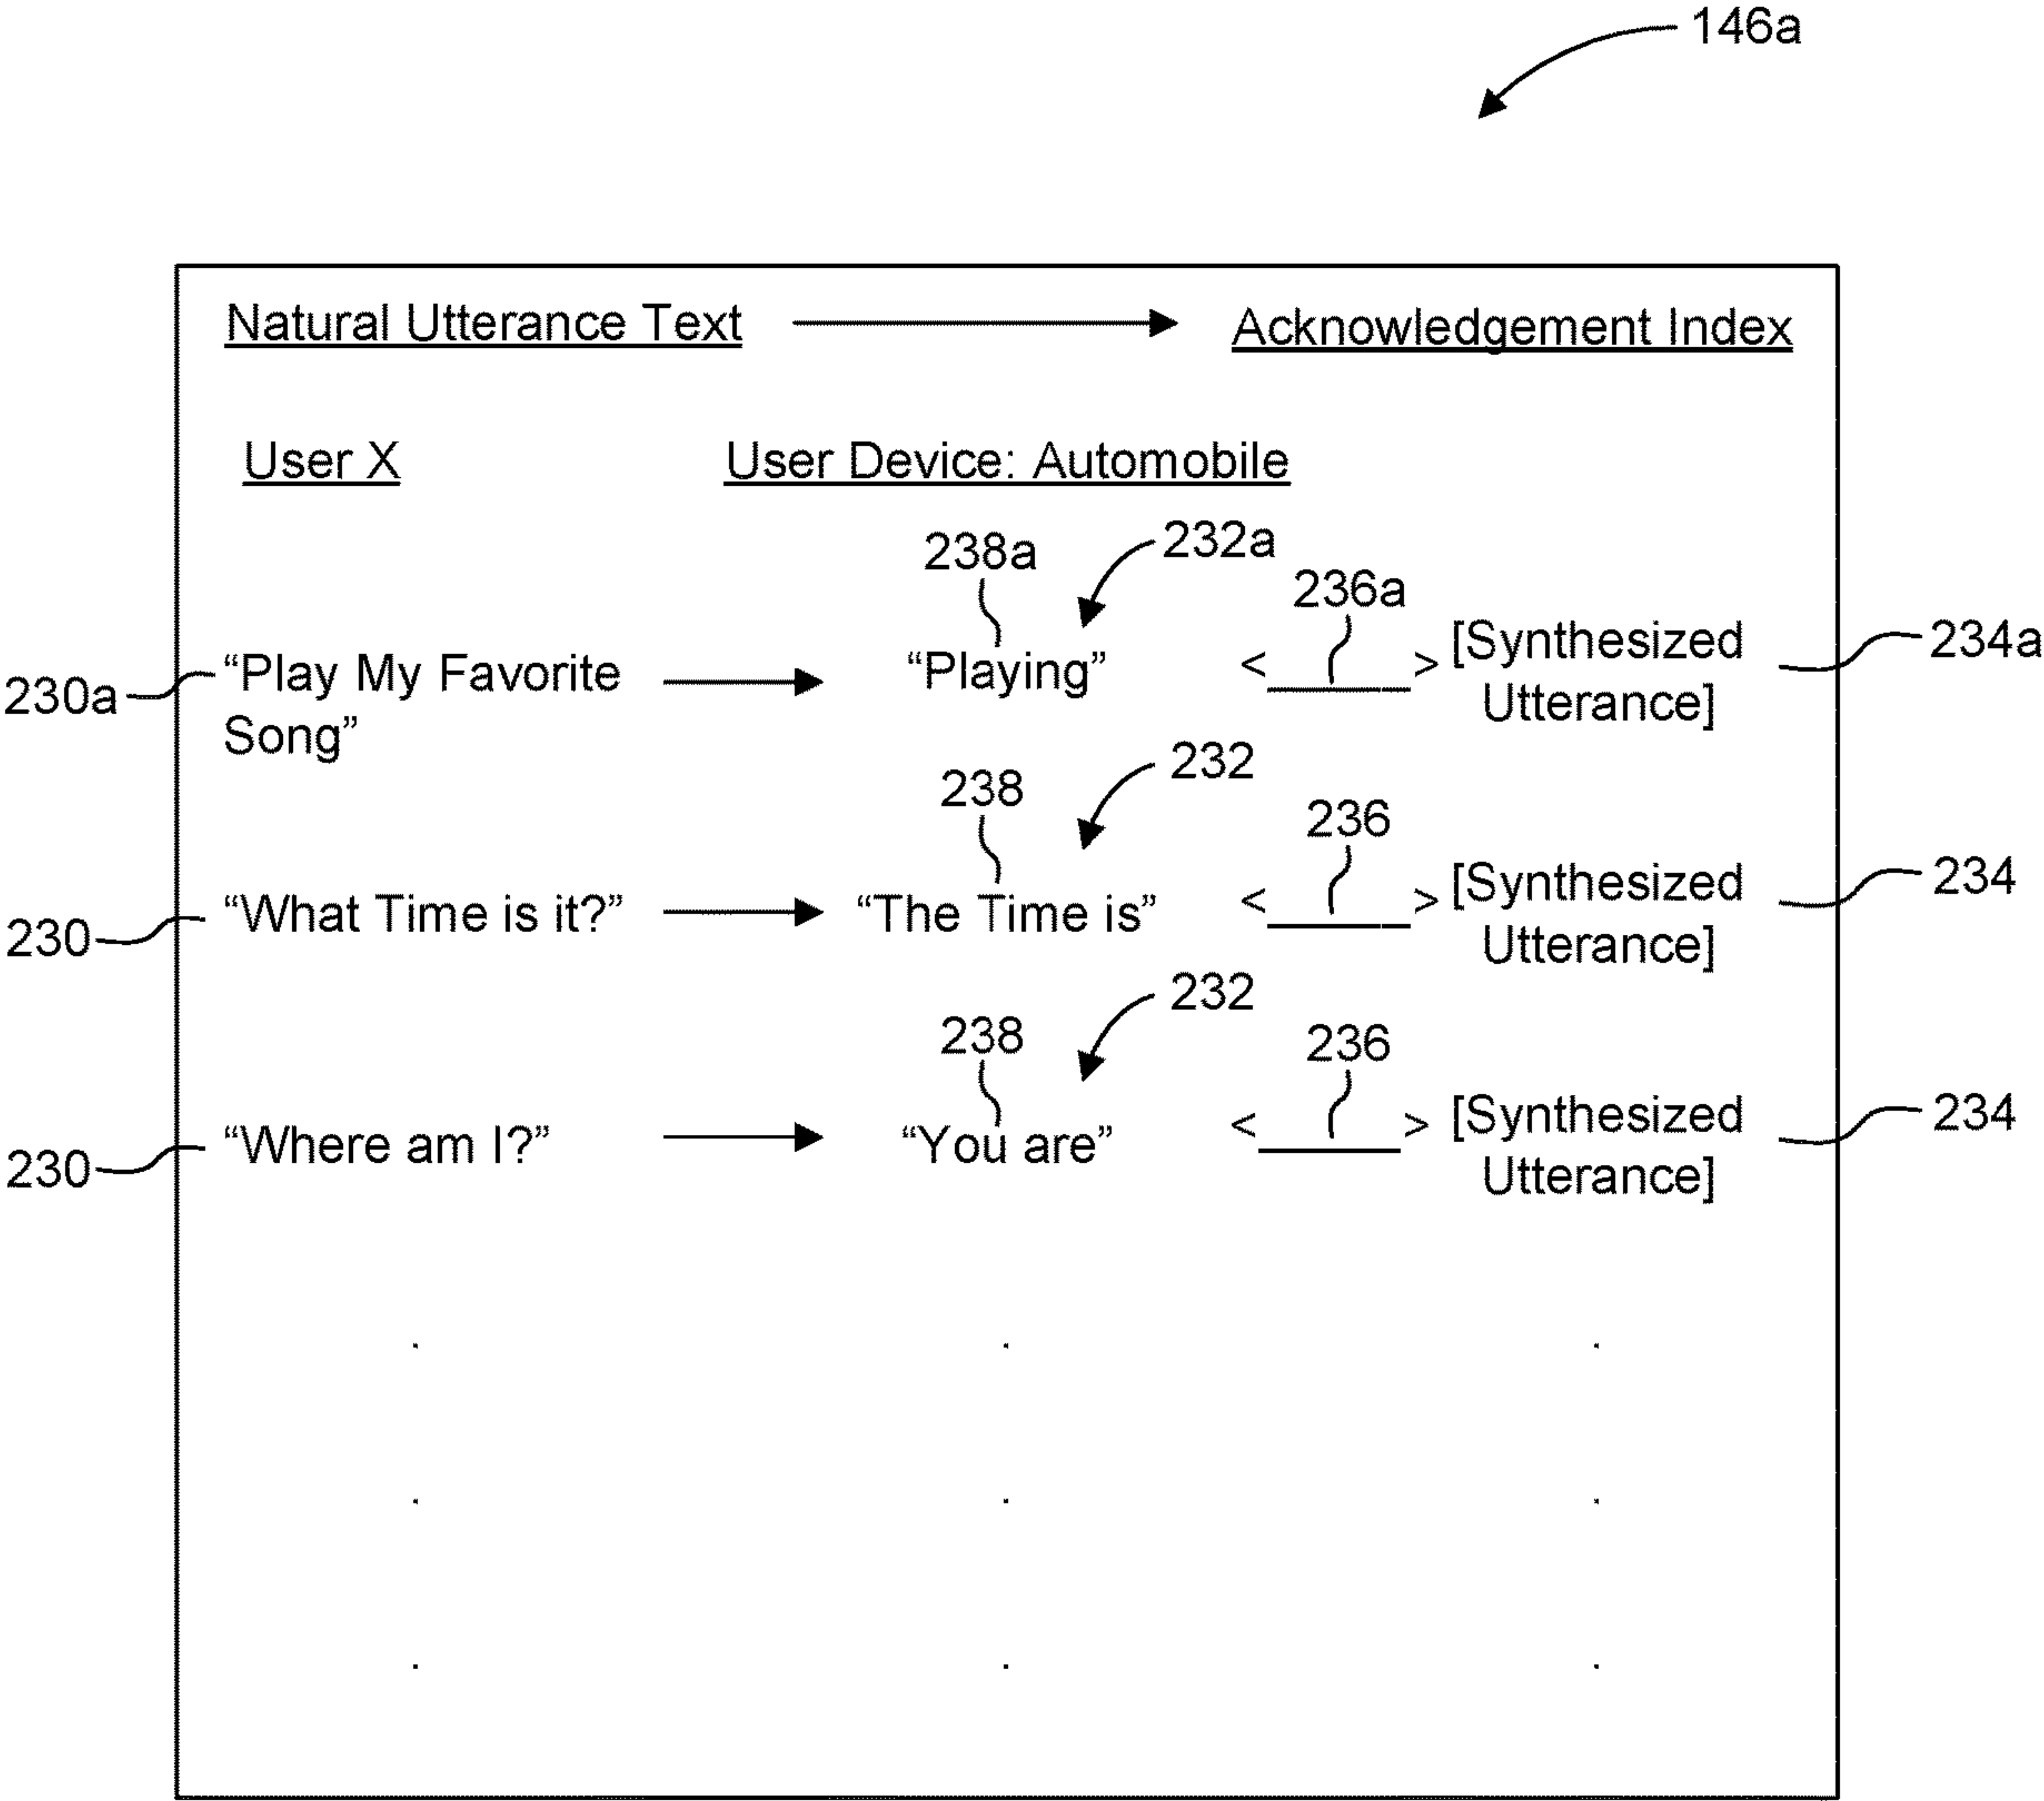 146a
Natural Utterance Text Acknowledgement Index
User X User Device: Automobile
238a 232a
236a
230a “Play My Favorite “Playing” < > [Synthesized 234a
Song” Utterance]
238 232
236
230 “What Time is it?” “The Time is” < > [Synthesized 234
Utterance]
238 232
236
230 “Where am I?” “You are” < > [Synthesized 234
Utterance]
. . .
. . .
. . .